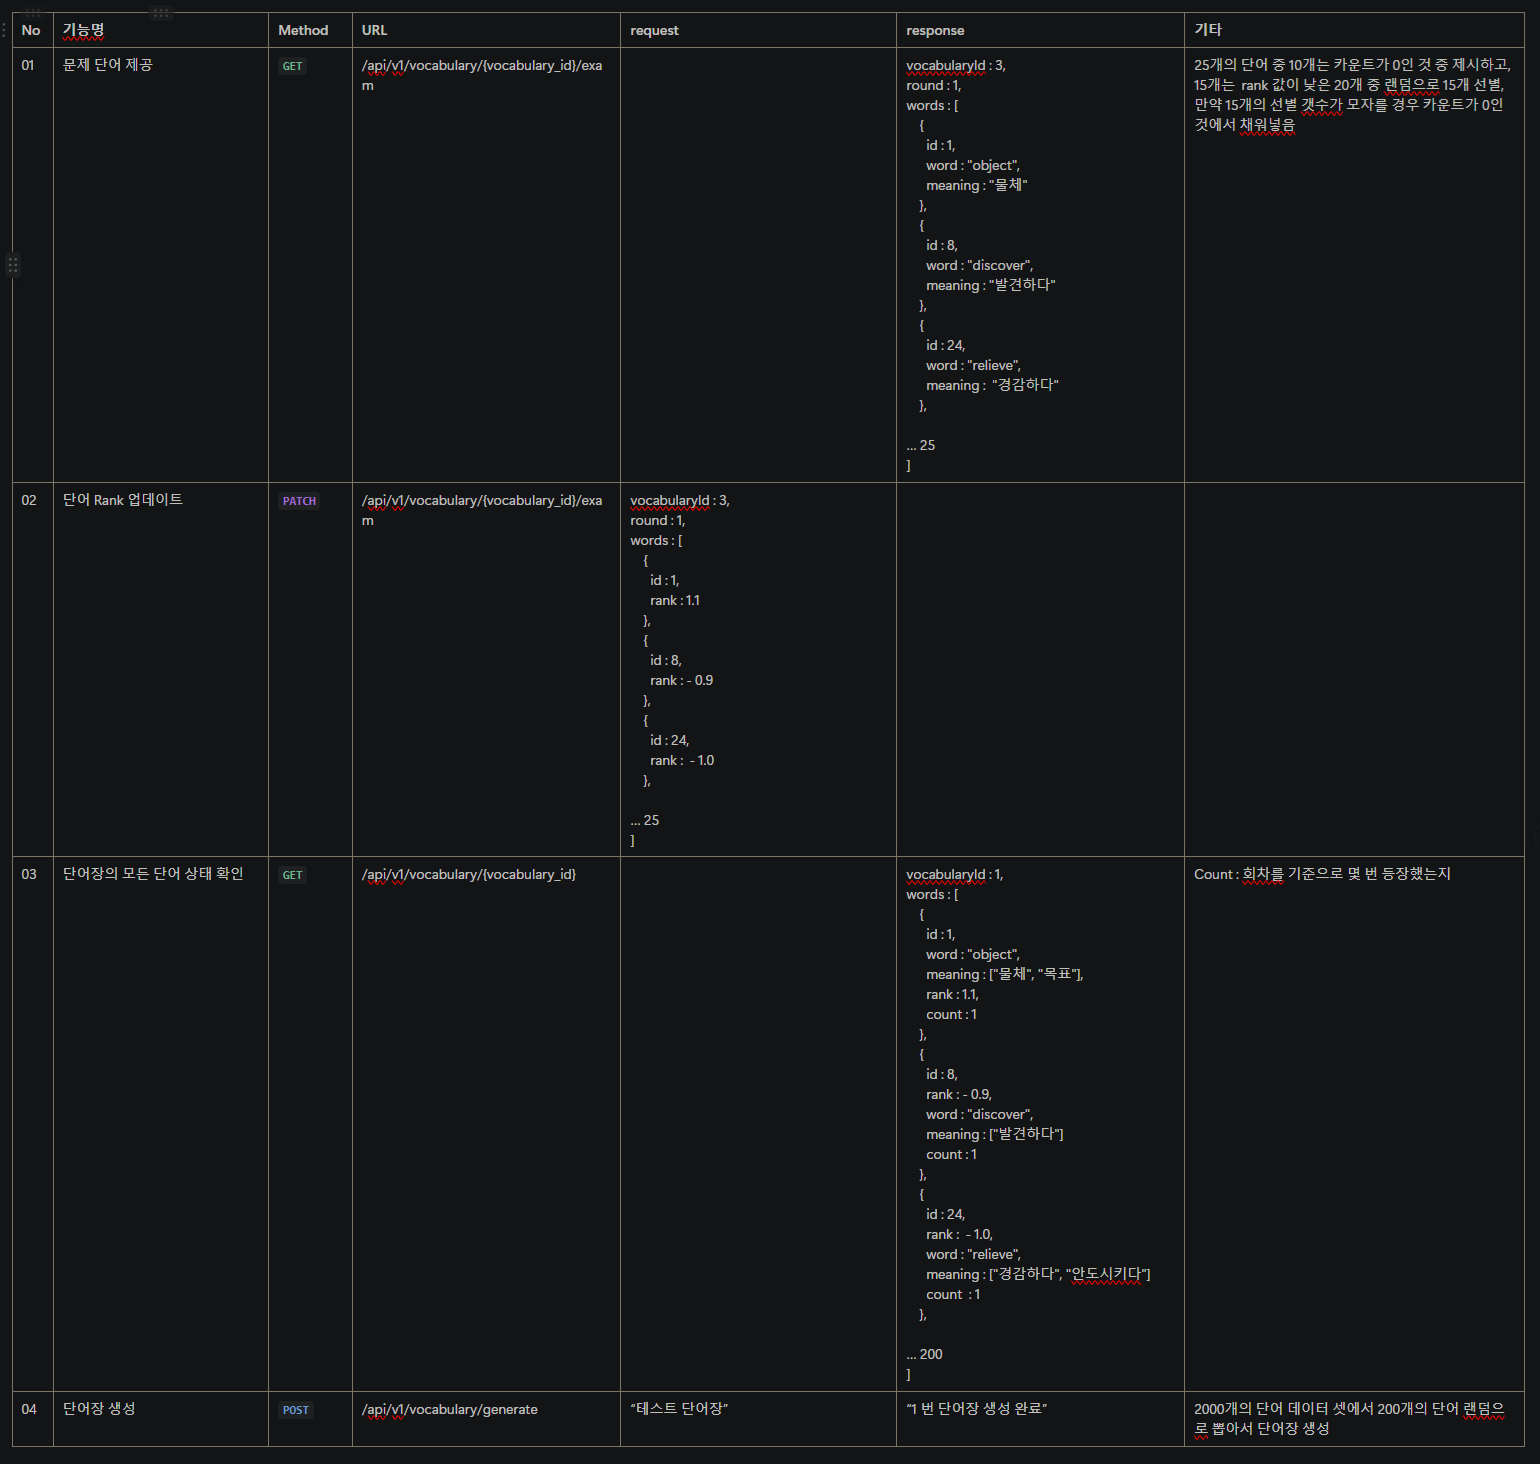 No 기능명 Method URL request response 기타
01 문제 단어 제공 GET /api/v1/vocabulary/{vocabulary_id}/exa
m
vocabularyId : 3,
round : 1,
words : [
{
id : 1,
word : "object",
meaning : "물체"
},
{
id : 8,
word : "discover",
meaning : "발견하다"
},
{
id : 24,
word : "relieve",
meaning :  "경감하다"
},
... 25
]
25개의 단어 중 10개는 카운트가 0인 것 중 제시하고,
15개는  rank 값이 낮은 20개 중 랜덤으로 15개 선별,
만약 15개의 선별 갯수가 모자를 경우 카운트가 0인
것에서 채워넣음
02 단어 Rank 업데이트 PATCH /api/v1/vocabulary/{vocabulary_id}/exa
m
vocabularyId : 3,
round : 1,
words : [
{
id : 1,
rank : 1.1
},
{
id : 8,
rank : - 0.9
},
{
id : 24,
rank :  - 1.0
},
... 25
]
03 단어장의 모든 단어 상태 확인 GET /api/v1/vocabulary/{vocabulary_id}
vocabularyId : 1,
words : [
{
id : 1,
word : "object",
meaning : ["물체", "목표"],
rank : 1.1,
count : 1
},
{
id : 8,
rank : - 0.9,
word : "discover",
meaning : ["발견하다"]
count : 1
},
{
id : 24,
rank :  - 1.0,
word : "relieve",
meaning : ["경감하다", "안도시키다"]
count  : 1
},
... 200
]
Count : 회차를 기준으로 몇 번 등장했는지
04 단어장 생성 POST /api/v1/vocabulary/generate “테스트 단어장” “1 번 단어장 생성 완료”
2000개의 단어 데이터 셋에서 200개의 단어 랜덤으
로 뽑아서 단어장 생성